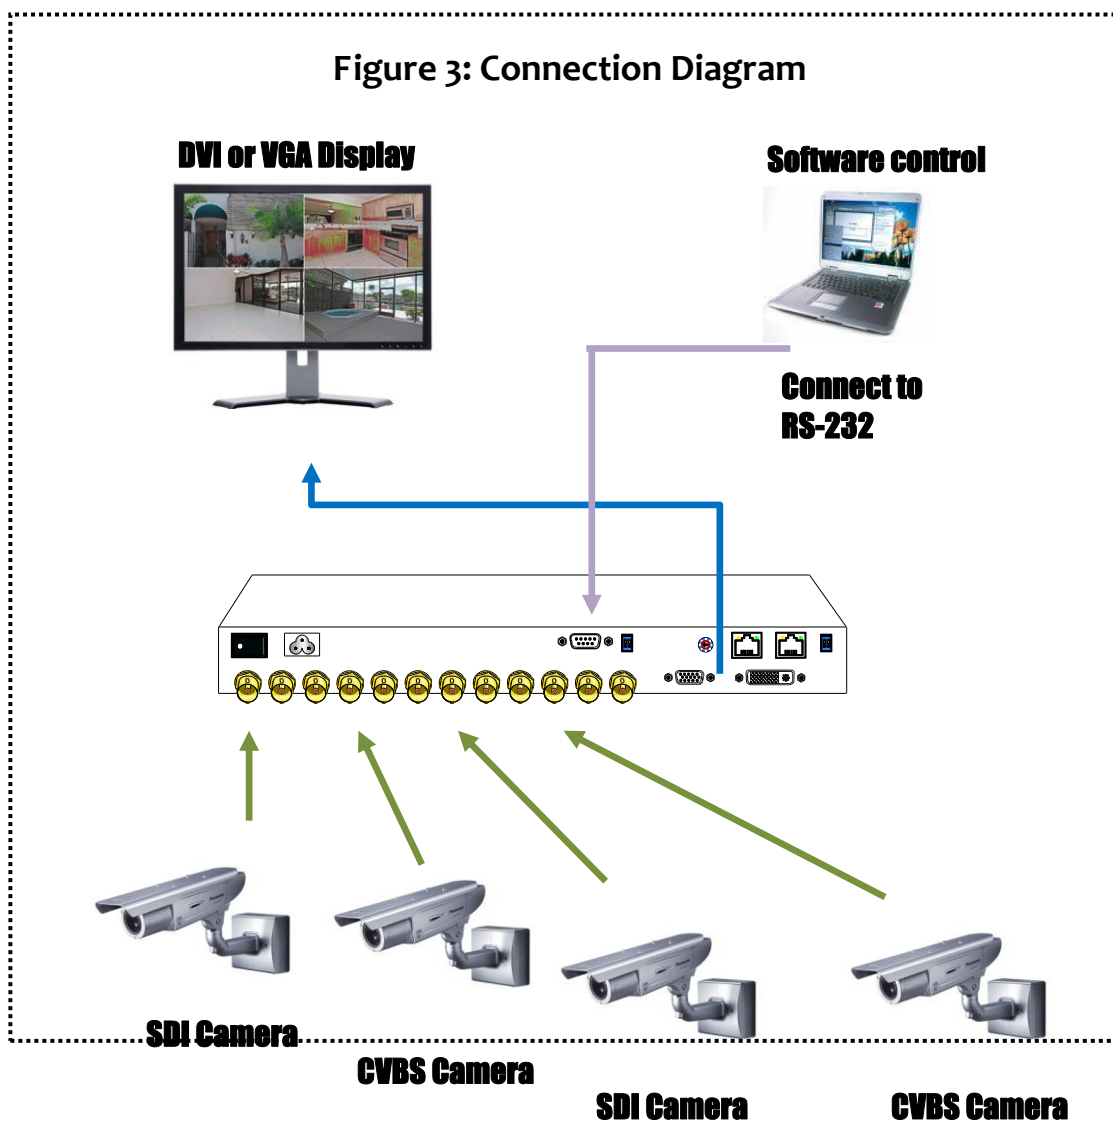 Figure 3: Connection Diagram
DVI or VGA Display
Software control
Connect to
RS-232
SDI Camera
CVBS Camera
SDI Camera
CVBS Camera